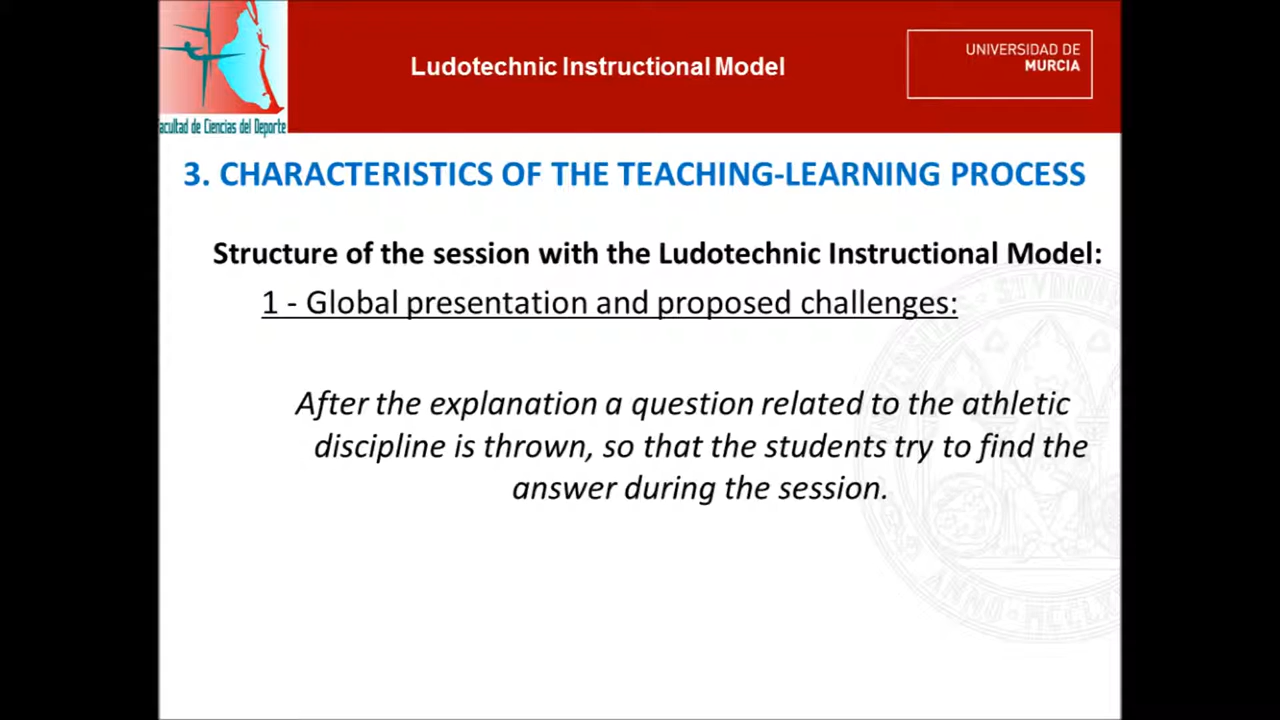 Ludotechnic Instructional Model
UNIVERSIDAD DE
MURCIA
acultad de Ciencias del Deporte
3. CHARACTERISTICS OF THE TEACHING-LEARNING PROCESS
Structure of the session with the Ludotechnic Instructional Model:
1 - Global presentation and proposed challenges:
After the explanation a question related to the athletic
discipline is thrown, so that the students try to find the
answer during the session.